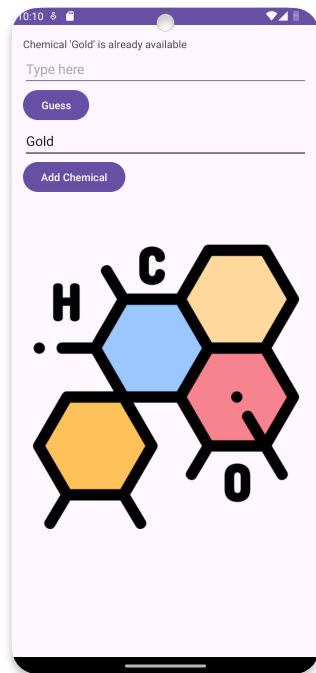 10:10
Chemical 'Gold' is already available
Type here
Guess
Gold
Add Chemical
C
H
O